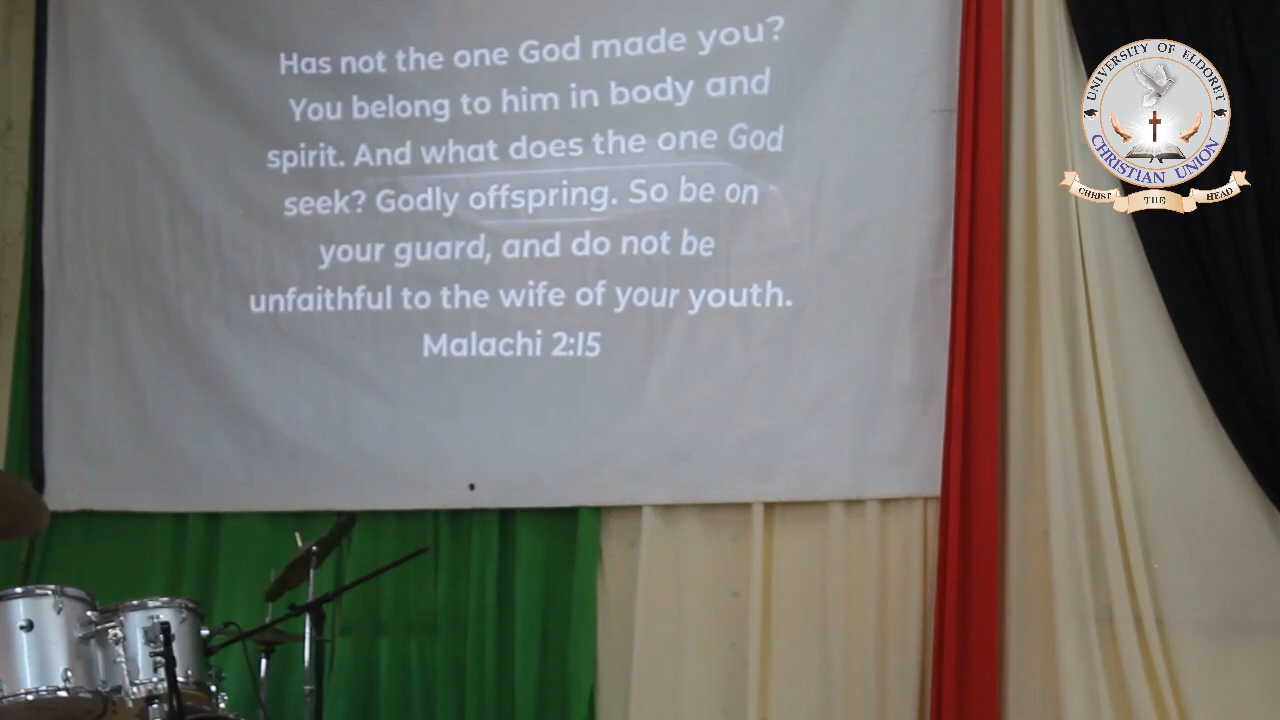 Has not the one God made you?
You belong to him in body and
spirit. And what does the one God
seek? Godly offspring. So be on
your guard, and do not be
unfaithful to the wife of your youth.
Malachi 2:15
UNIVERSITY OF ELDORET
CHRISTIAN UNION
CHRIST THE HEAD